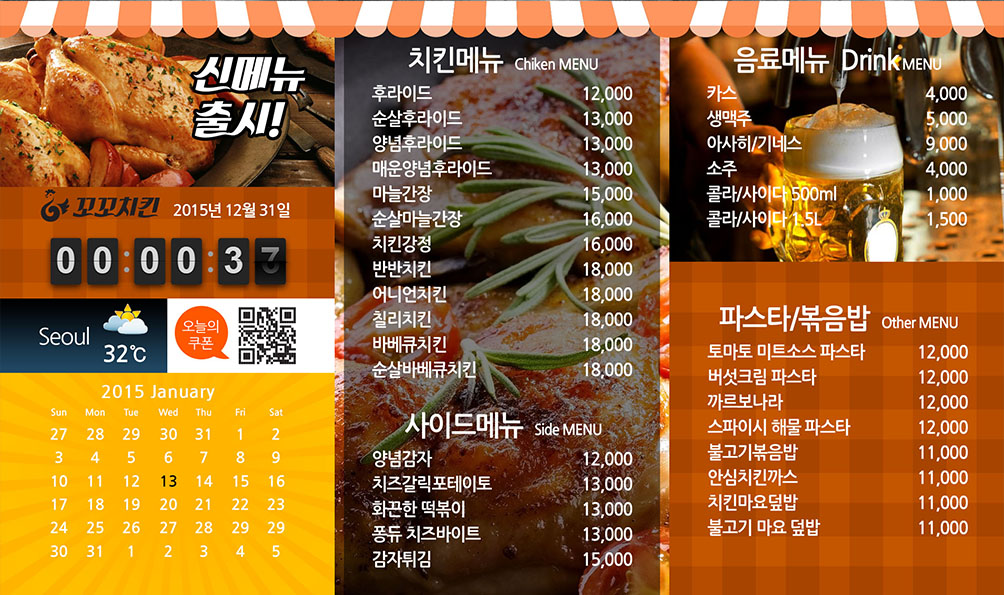 신메뉴
출시!
꼬꼬치킨 2015년 12월 31일
00:00:37
Seoul
32℃
오늘의
쿠폰
2015 January
Sun Mon Tue Wed Thu Fri Sat
27 28 29 30 31 1 2
3 4 5 6 7 8 9
10 11 12 13 14 15 16
17 18 19 20 21 22 23
24 25 26 27 28 29 29
30 31 1 2 3 4 5
치킨메뉴 Chiken MENU
후라이드 12,000
순살후라이드 13,000
양념후라이드 13,000
매운양념후라이드 13,000
마늘간장 15,000
순살마늘간장 16,000
치킨강정 16,000
반반치킨 18,000
어니언치킨 18,000
칠리치킨 18,000
바베큐치킨 18,000
순살바베큐치킨 18,000
사이드메뉴 Side MENU
양념감자 12,000
치즈갈릭포테이토 13,000
화끈한 떡볶이 13,000
퐁듀 치즈바이트 13,000
감자튀김 15,000
음료메뉴 Drink MENU
카스 4,000
생맥주 5,000
아사히/기네스 9,000
소주 4,000
콜라/사이다 500ml 1,000
콜라/사이다 1.5L 1,500
파스타/볶음밥 Other MENU
토마토 미트소스 파스타 12,000
버섯크림 파스타 12,000
까르보나라 12,000
스파이시 해물 파스타 12,000
불고기볶음밥 11,000
안심치킨까스 11,000
치킨마요덮밥 11,000
불고기 마요 덮밥 11,000